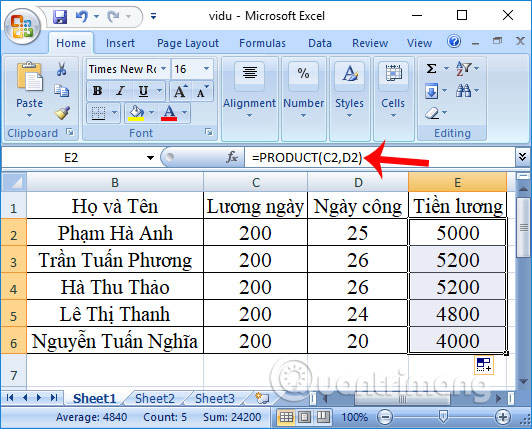 vidu - Microsoft Excel
Home Insert Page Layout Formulas Data
Times New Ro 16
Paste B I U Alignment Number Styles Cells
Clipboard Font Editing
E2 fx =PRODUCT(C2,D2)
B C D E
1 Họ và Tên Lương ngày Ngày công Tiền lương
2 Phạm Hà Anh 200 25 5000
3 Trần Tuấn Phương 200 26 5200
4 Hà Thu Thảo 200 26 5200
5 Lê Thị Thanh 200 24 4800
6 Nguyễn Tuấn Nghĩa 200 20 4000
7
Quantrimang
Sheet1 Sheet2 Sheet3
Average: 4840 Count: 5 Sum: 24200 100%